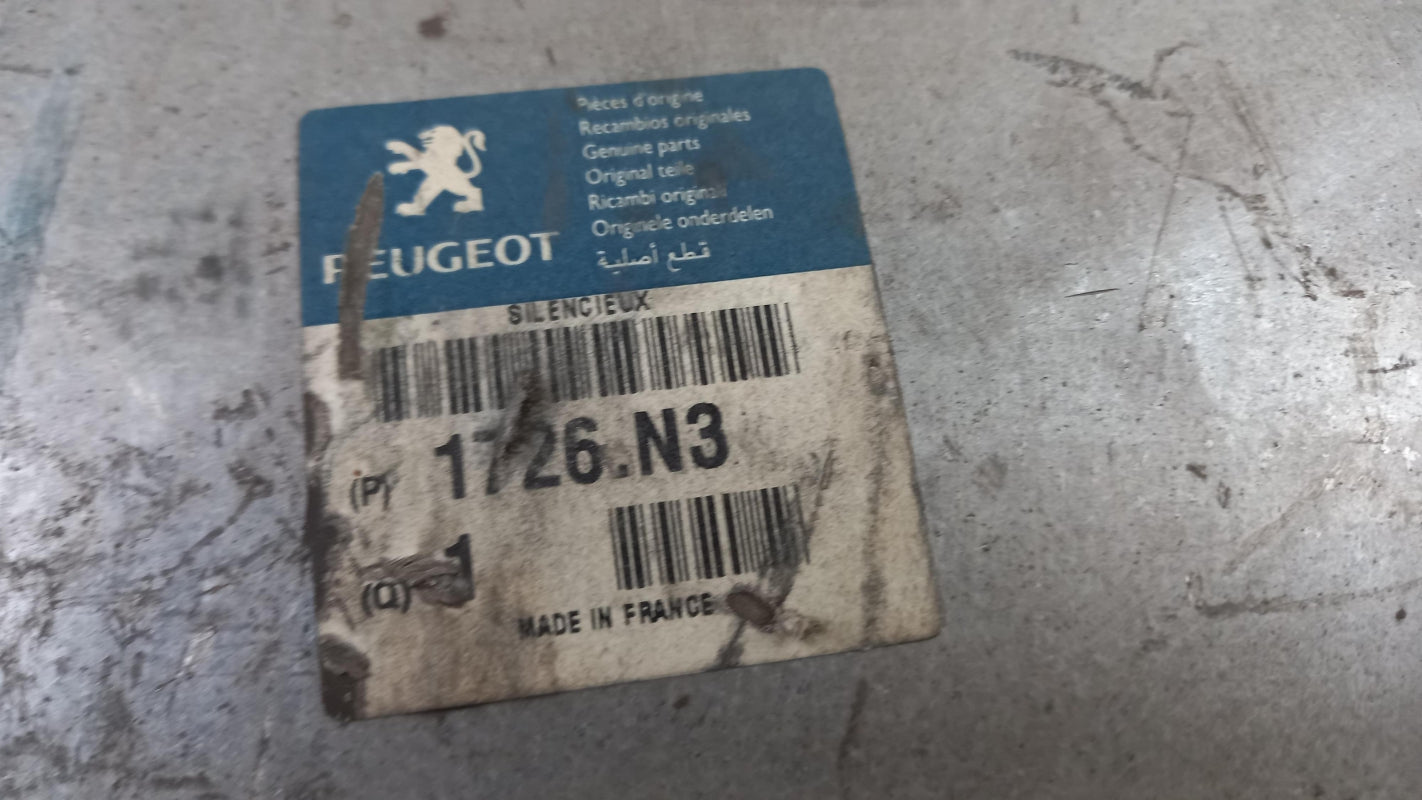 PEUGEOT
Pièces d'origine
Recambios originales
Genuine parts
Original teile
Ricambi originali
Originele onderdelen
قطع أصلية
SILENCIEUX
(P) 1726.N3
(Q) 1
MADE IN FRANCE